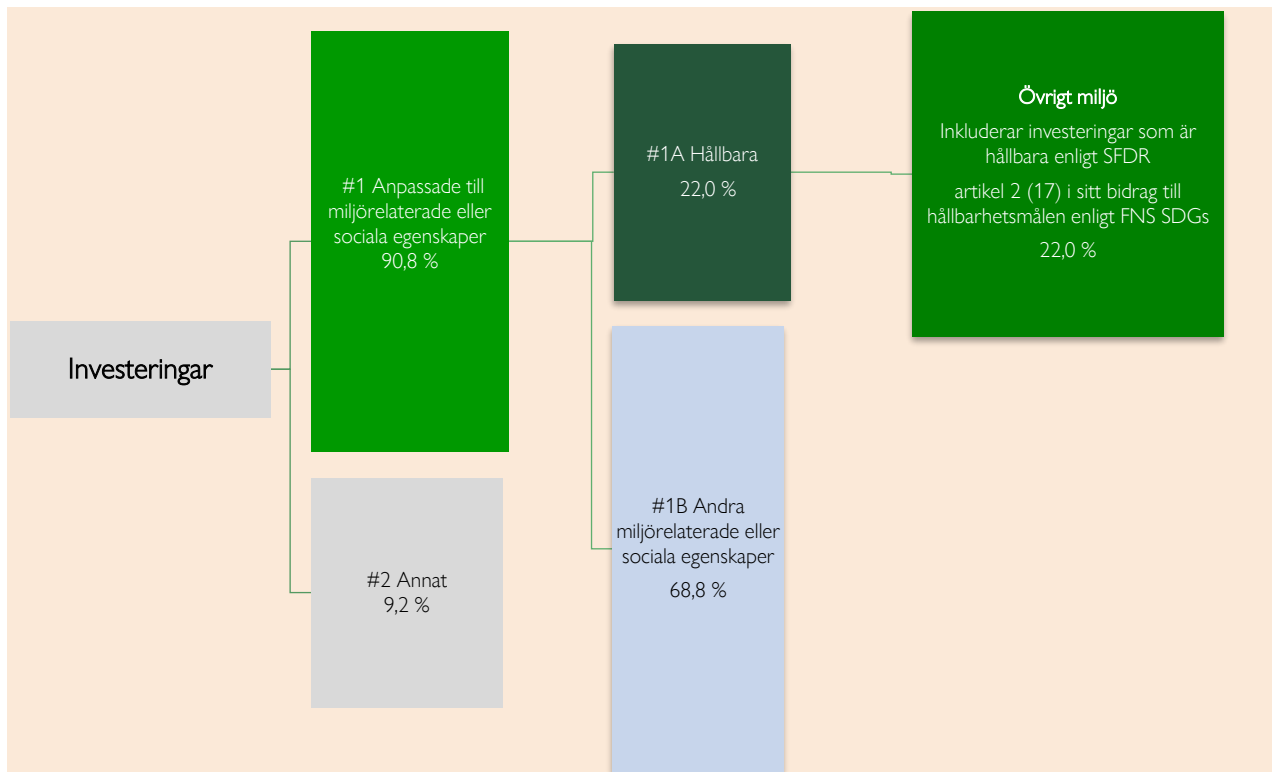 Investeringar
#1 Anpassade till
miljörelaterade eller
sociala egenskaper
90,8 %
#2 Annat
9,2 %
#1A Hållbara
22,0 %
#1B Andra
miljörelaterade eller
sociala egenskaper
68,8 %
Övrigt miljö
Inkluderar investeringar som är
hållbara enligt SFDR
artikel 2 (17) i sitt bidrag till
hållbarhetsmålen enligt FNS SDGs
22,0 %